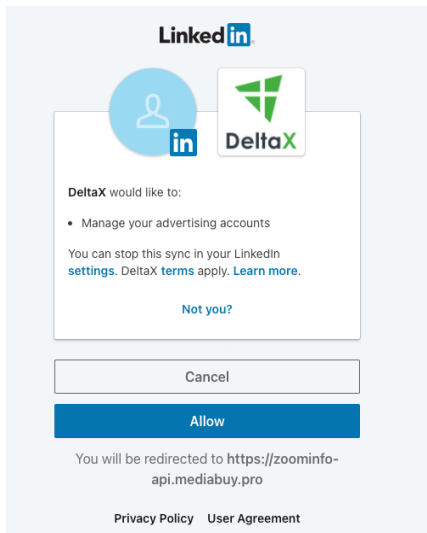 LinkedIn
in
DeltaX
DeltaX would like to:
• Manage your advertising accounts
You can stop this sync in your LinkedIn
settings. DeltaX terms apply. Learn more.
Not you?
Cancel
Allow
You will be redirected to https://zoominfo-
api.mediabuy.pro
Privacy Policy User Agreement